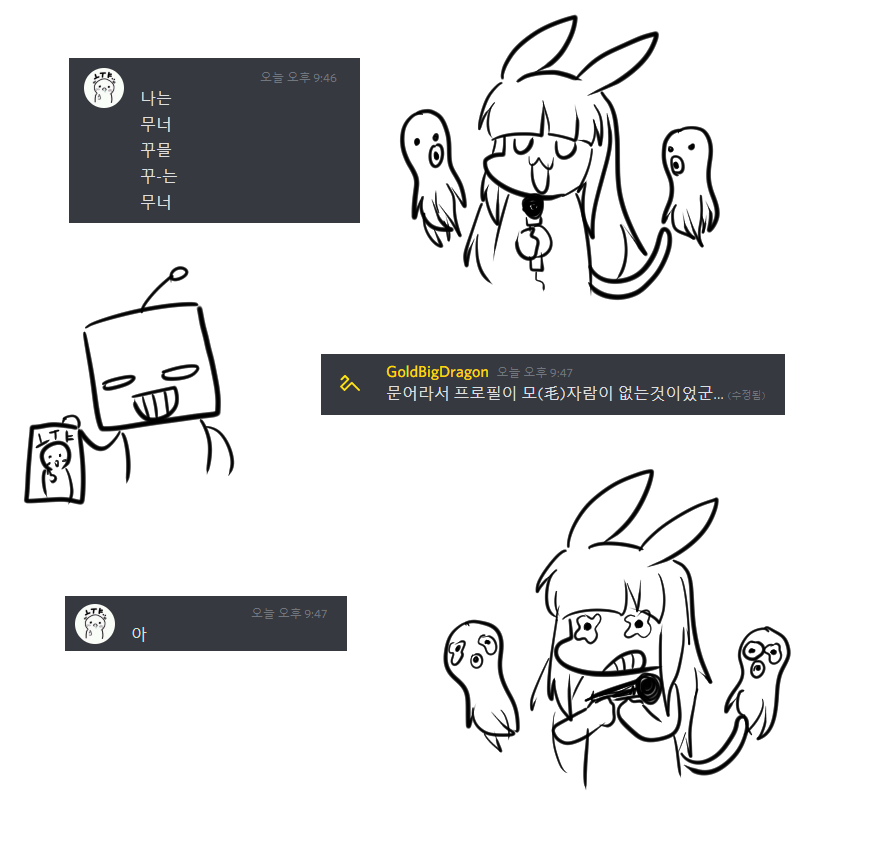 오늘 오후 9:46
나는
무너
꾸믈
꾸-는
무너
GoldBigDragon 오늘 오후 9:47
문어라서 프로필이 모(毛)자람이 없는것이었군... (수정됨)
오늘 오후 9:47
아